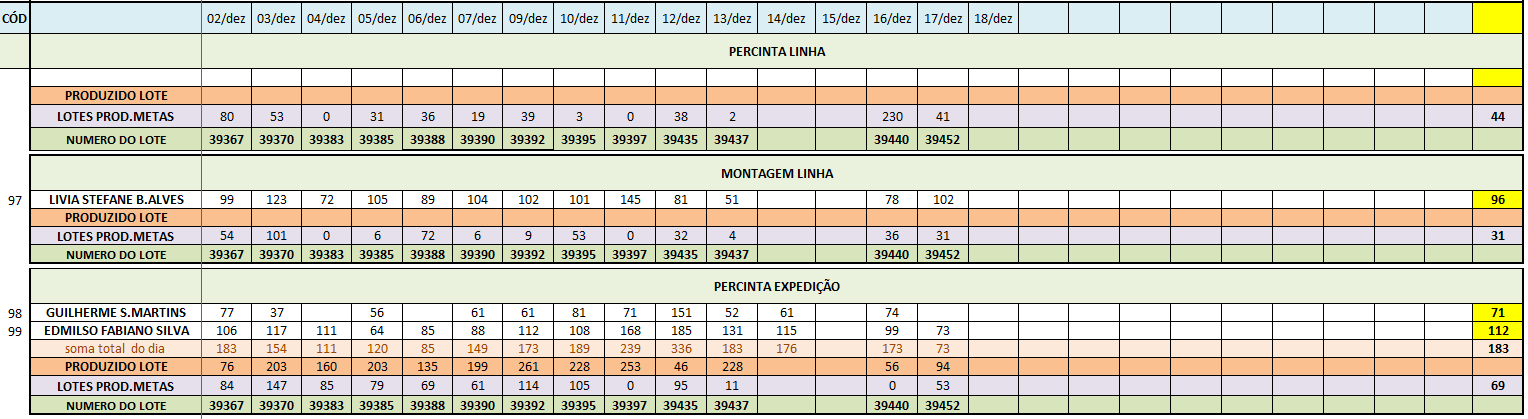 CÓD 02/dez 03/dez 04/dez 05/dez 06/dez 07/dez 09/dez 10/dez 11/dez 12/dez 13/dez 14/dez 15/dez 16/dez 17/dez 18/dez
PERCINTA LINHA
PRODUZIDO LOTE
LOTES PROD.METAS 80 53 0 31 36 19 39 3 0 38 2 230 41 44
NUMERO DO LOTE 39367 39370 39383 39385 39388 39390 39392 39395 39397 39435 39437 39440 39452
MONTAGEM LINHA
97 LIVIA STEFANE B.ALVES 99 123 72 105 89 104 102 101 145 81 51 78 102 96
PRODUZIDO LOTE
LOTES PROD.METAS 54 101 0 6 72 6 9 53 0 32 4 36 31 31
NUMERO DO LOTE 39367 39370 39383 39385 39388 39390 39392 39395 39397 39435 39437 39440 39452
PERCINTA EXPEDIÇÃO
98 GUILHERME S.MARTINS 77 37 56 61 61 81 71 151 52 61 74 71
99 EDMILSO FABIANO SILVA 106 117 111 64 85 88 112 108 168 185 131 115 99 73 112
soma total do dia 183 154 111 120 85 149 173 189 239 336 183 176 173 73 183
PRODUZIDO LOTE 76 203 160 203 135 199 261 228 253 46 228 56 94
LOTES PROD.METAS 84 147 85 79 69 61 114 105 0 95 11 0 53 69
NUMERO DO LOTE 39367 39370 39383 39385 39388 39390 39392 39395 39397 39435 39437 39440 39452